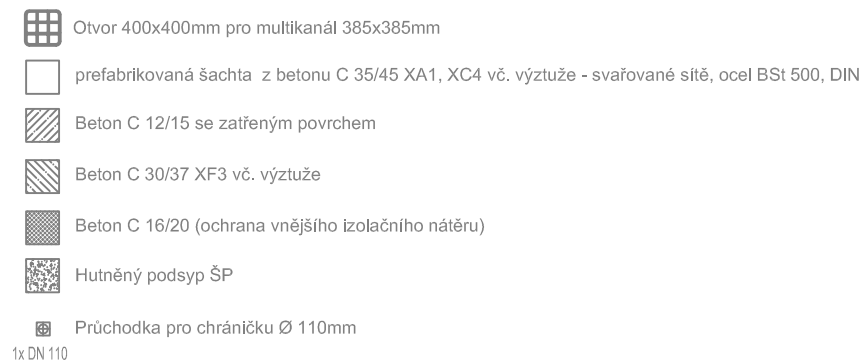 Otvor 400x400mm pro multikanál 385x385mm
prefabrikovaná šachta z betonu C 35/45 XA1, XC4 vč. výztuže - svařované sítě, ocel BSt 500, DIN
Beton C 12/15 se zatřeným povrchem
Beton C 30/37 XF3 vč. výztuže
Beton C 16/20 (ochrana vnějšího izolačního nátěru)
Hutněný podsyp ŠP
Průchodka pro chráničku Ø 110mm
1x DN 110